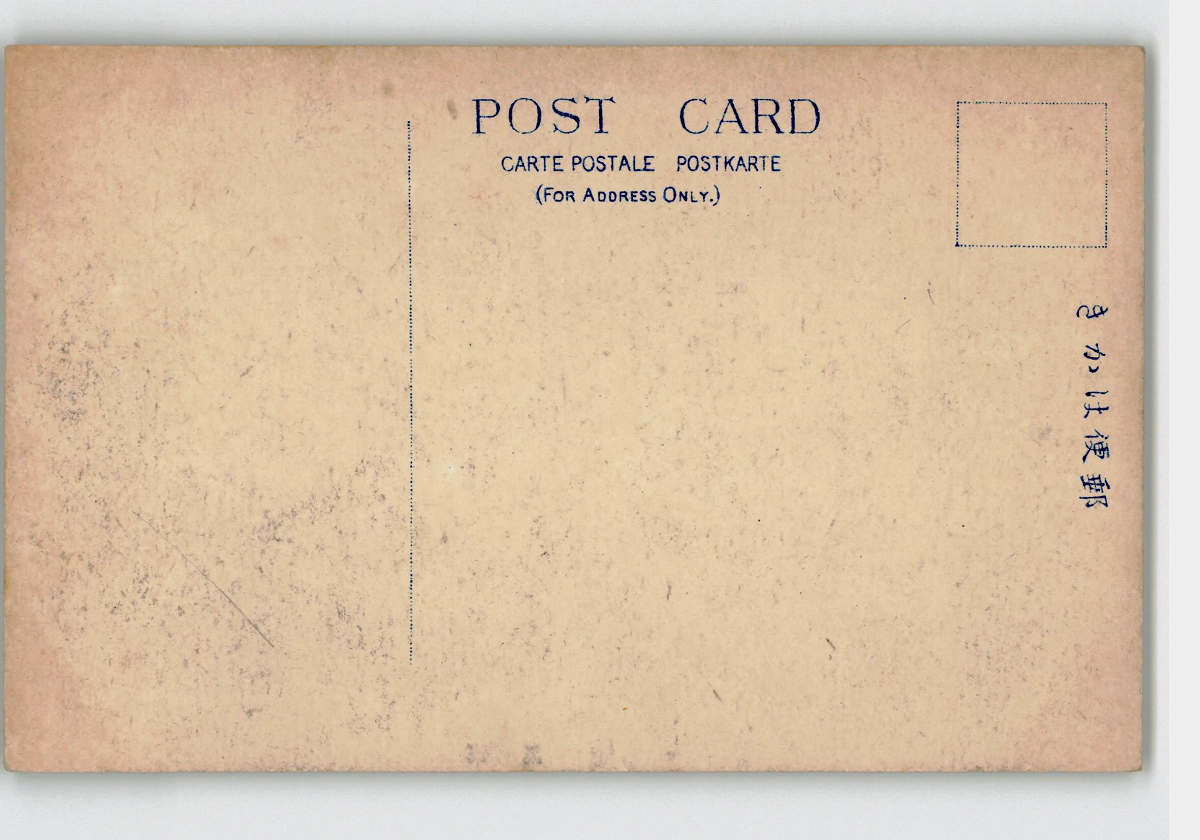 POST CARD
CARTE POSTALE POSTKARTE
(FOR ADDRESS ONLY.)
郵便はかき